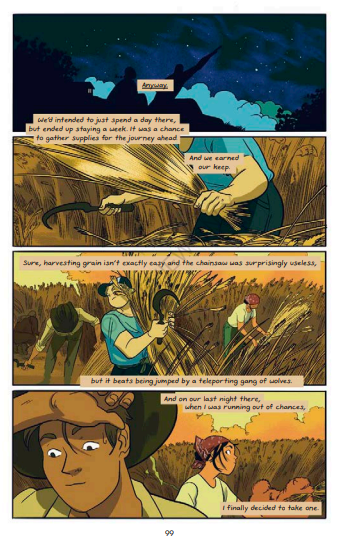 Anyway.
We'd intended to just spend a day there,
but ended up staying a week. It was a chance
to gather supplies for the journey ahead
And we earned
our keep.
Sure, harvesting grain isn't exactly easy and the chainsaw was surprisingly useless,
but it beats being jumped by a teleporting gang of wolves.
And on our last night there,
when I was running out of chances,
I finally decided to take one.
99